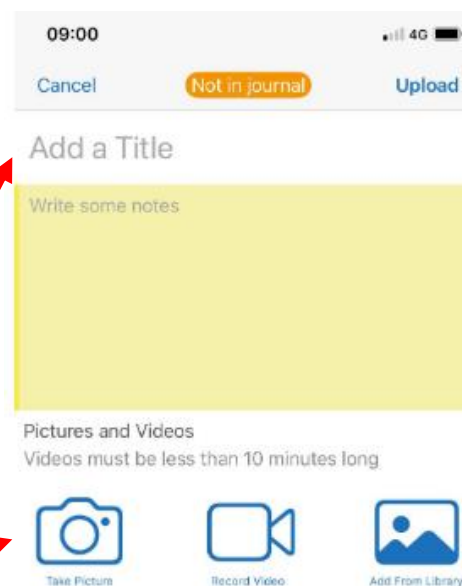 09:00 4G
Cancel Not in journal Upload
Add a Title
Write some notes
Pictures and Videos
Videos must be less than 10 minutes long
Take Picture Record Video Add From Library